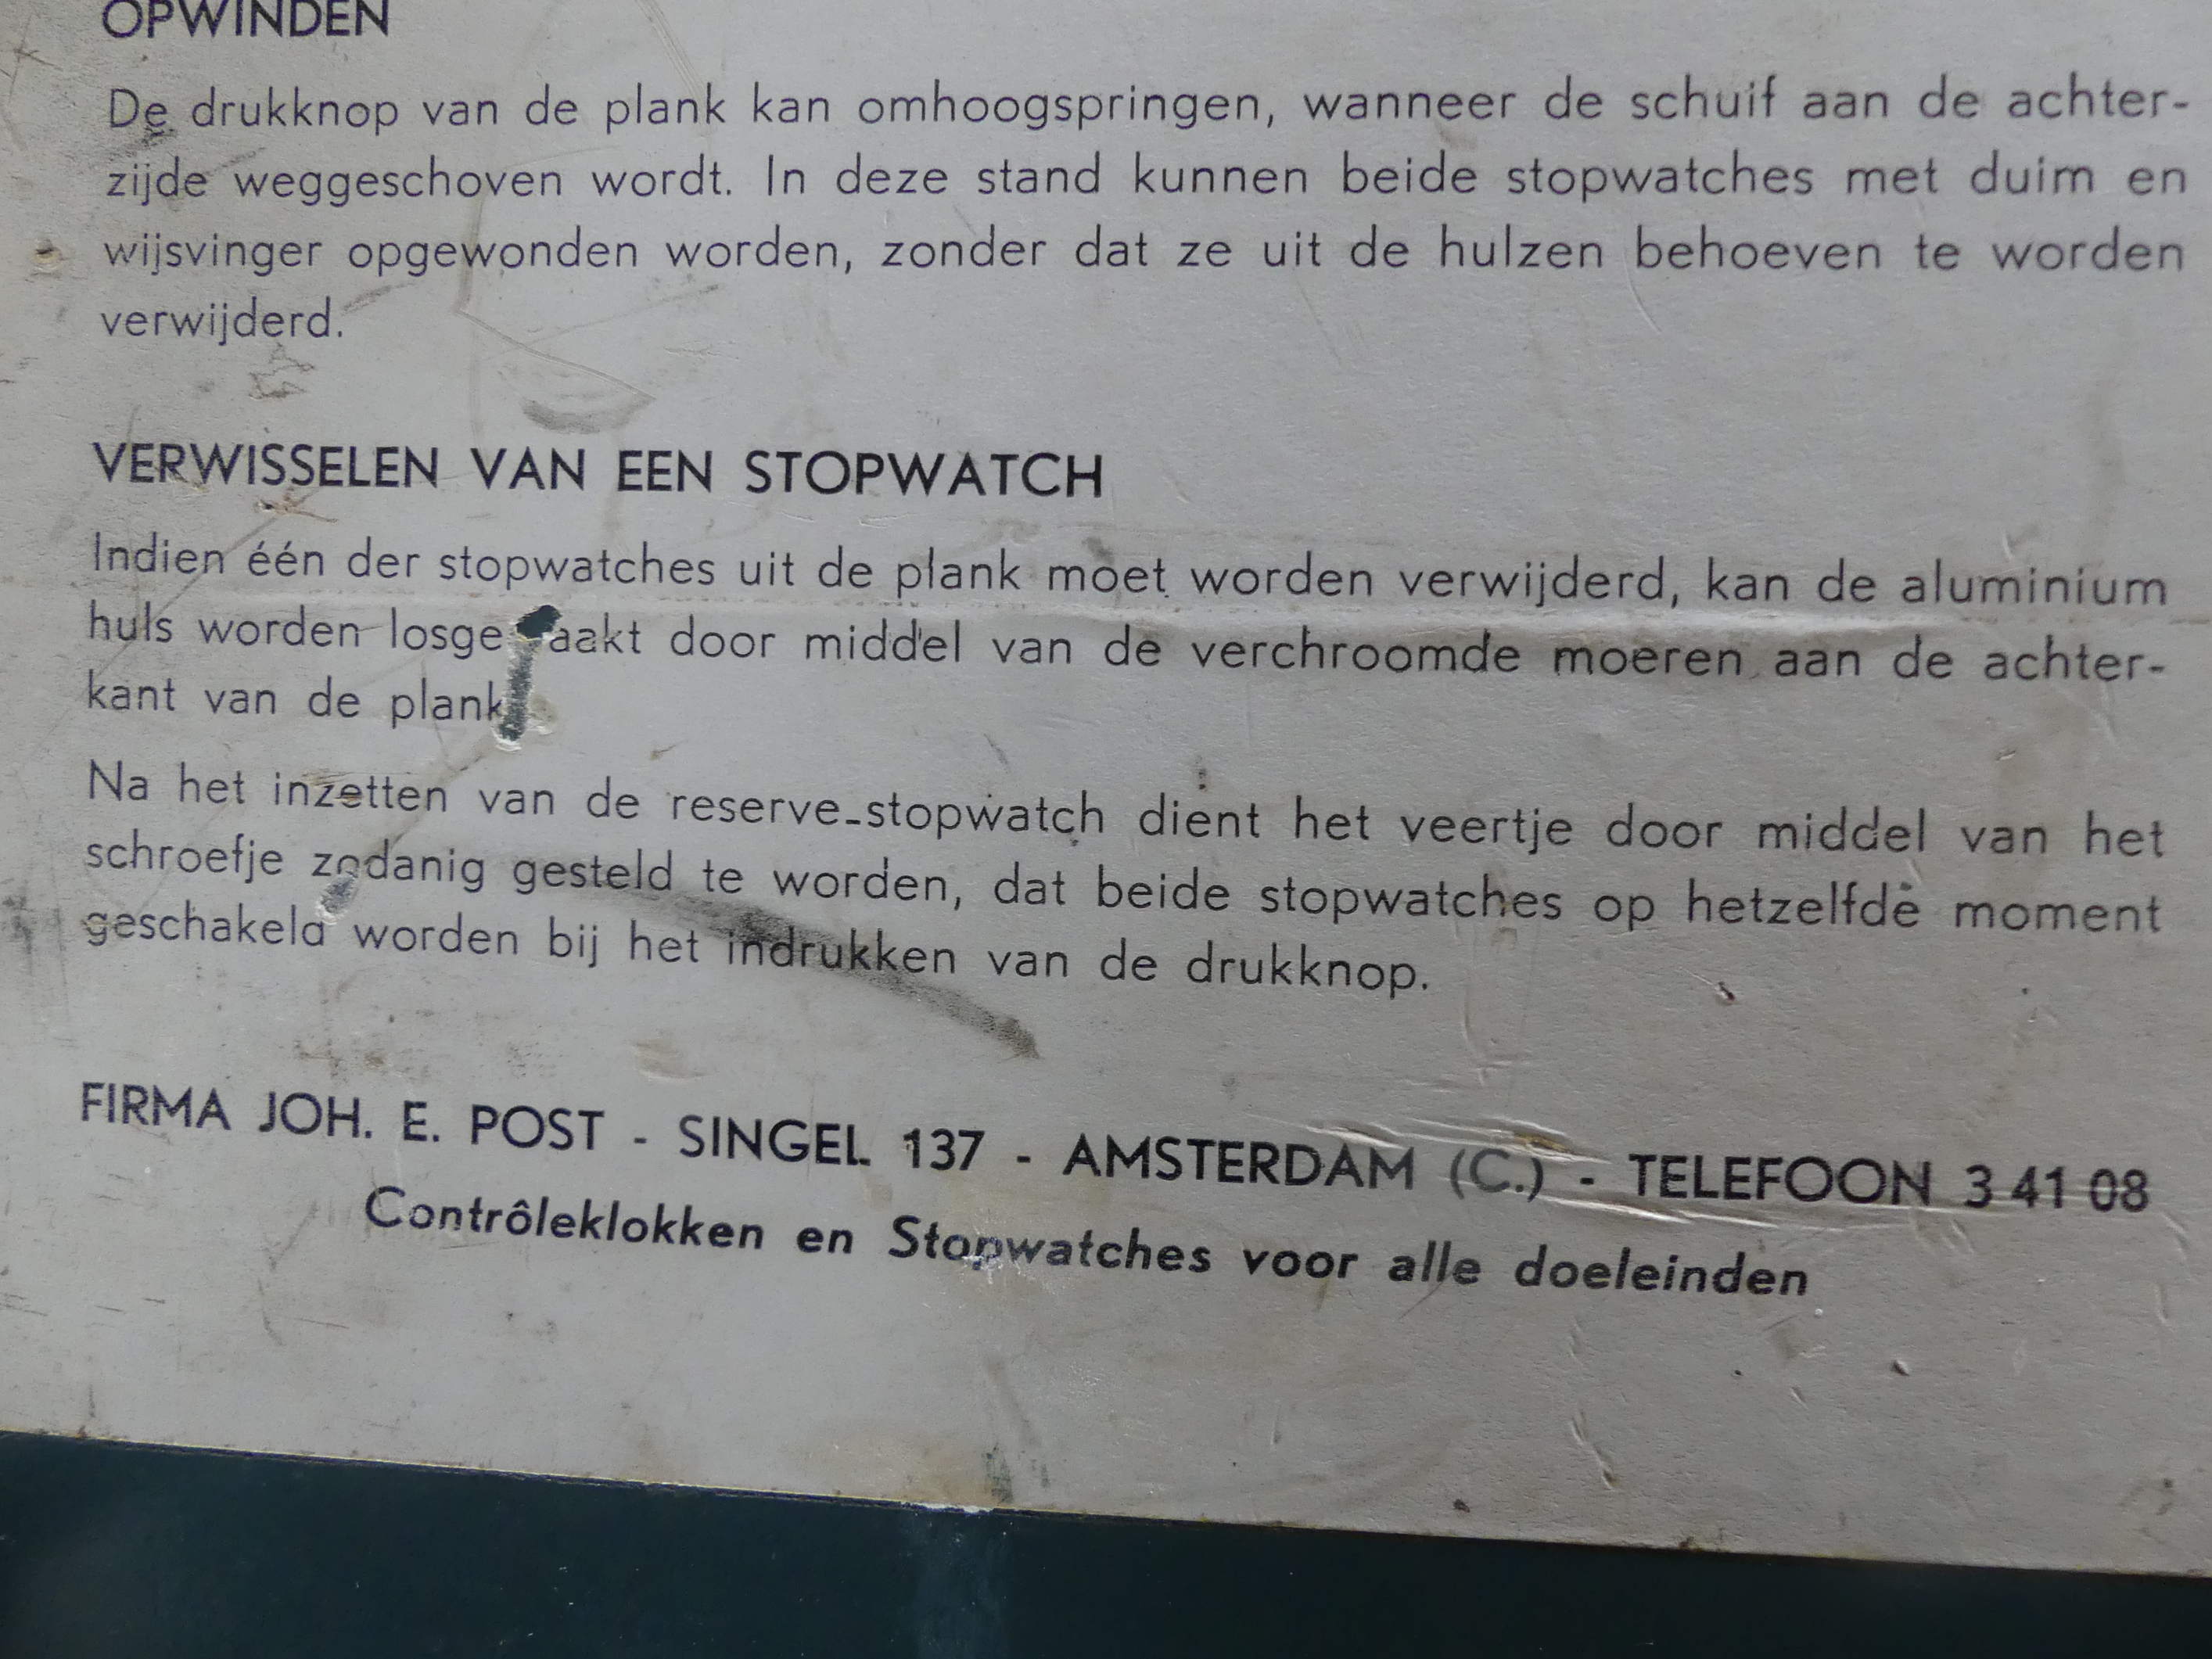 OPWINDEN
De drukknop van de plank kan omhoogspringen, wanneer de schuif aan de achter-
zijde weggeschoven wordt. In deze stand kunnen beide stopwatches met duim en
wijsvinger opgewonden worden, zonder dat ze uit de hulzen behoeven te worden
verwijderd.
VERWISSELEN VAN EEN STOPWATCH
Indien één der stopwatches uit de plank moet worden verwijderd, kan de aluminium
huls worden losgemaakt door middel van de verchroomde moeren aan de achter-
kant van de plank
Na het inzetten van de reserve-stopwatch dient het veertje door middel van het
schroefje zodanig gesteld te worden, dat beide stopwatches op hetzelfde moment
geschakeld worden bij het indrukken van de drukknop.
FIRMA JOH. E. POST - SINGEL 137 - AMSTERDAM (C.) - TELEFOON 3 41 08
Contrôleklokken en Stopwatches voor alle doeleinden